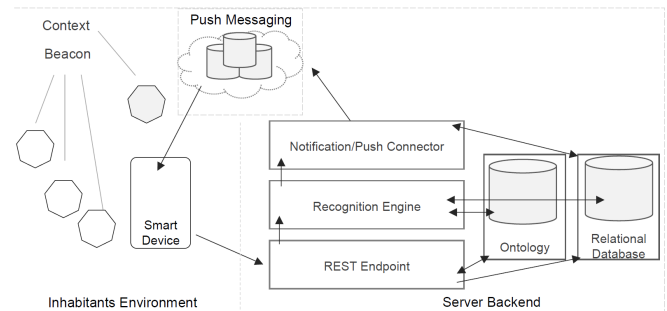 Context
Push Messaging
Beacon
Notification/Push Connector
Recognition Engine
Smart
Device
Ontology
Relational
Database
REST Endpoint
Inhabitants Environment
Server Backend